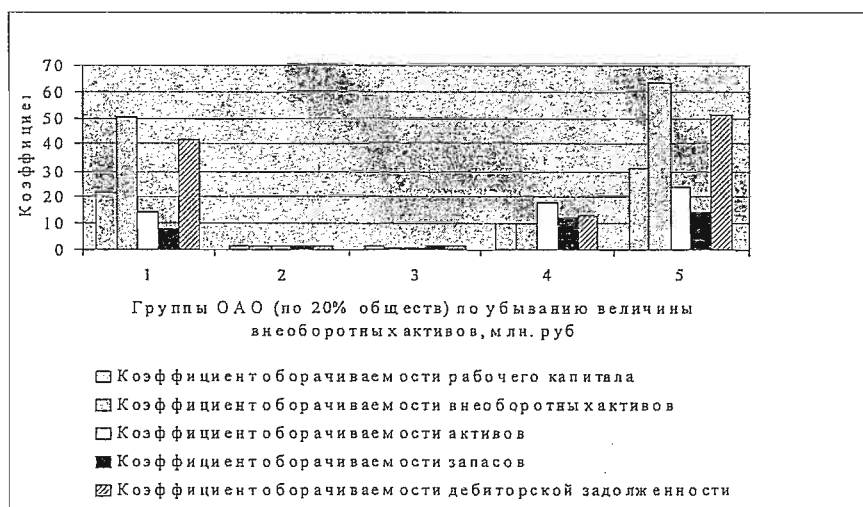 70
60
50
40
30
20
10
0
Коэффициег
1 2 3 4 5
Группы ОАО (по 20% обществ) по убыванию величины
внеоборотных активов, млн. руб
Коэффициент оборачиваемости рабочего капитала
Коэффициент оборачиваемости внеоборотных активов
Коэффициент оборачиваемости активов
Коэффициент оборачиваемости запасов
Коэффициент оборачиваемости дебиторской задолженности